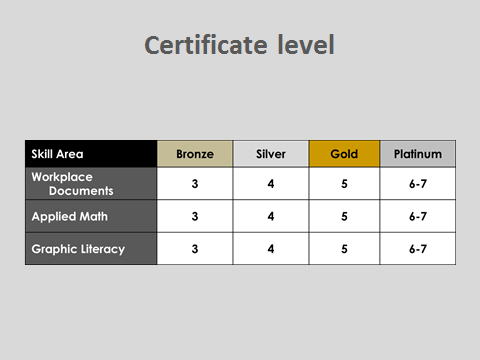 Certificate level
Skill Area Bronze Silver Gold Platinum
Workplace
Documents 3 4 5 6-7
Applied Math 3 4 5 6-7
Graphic Literacy 3 4 5 6-7